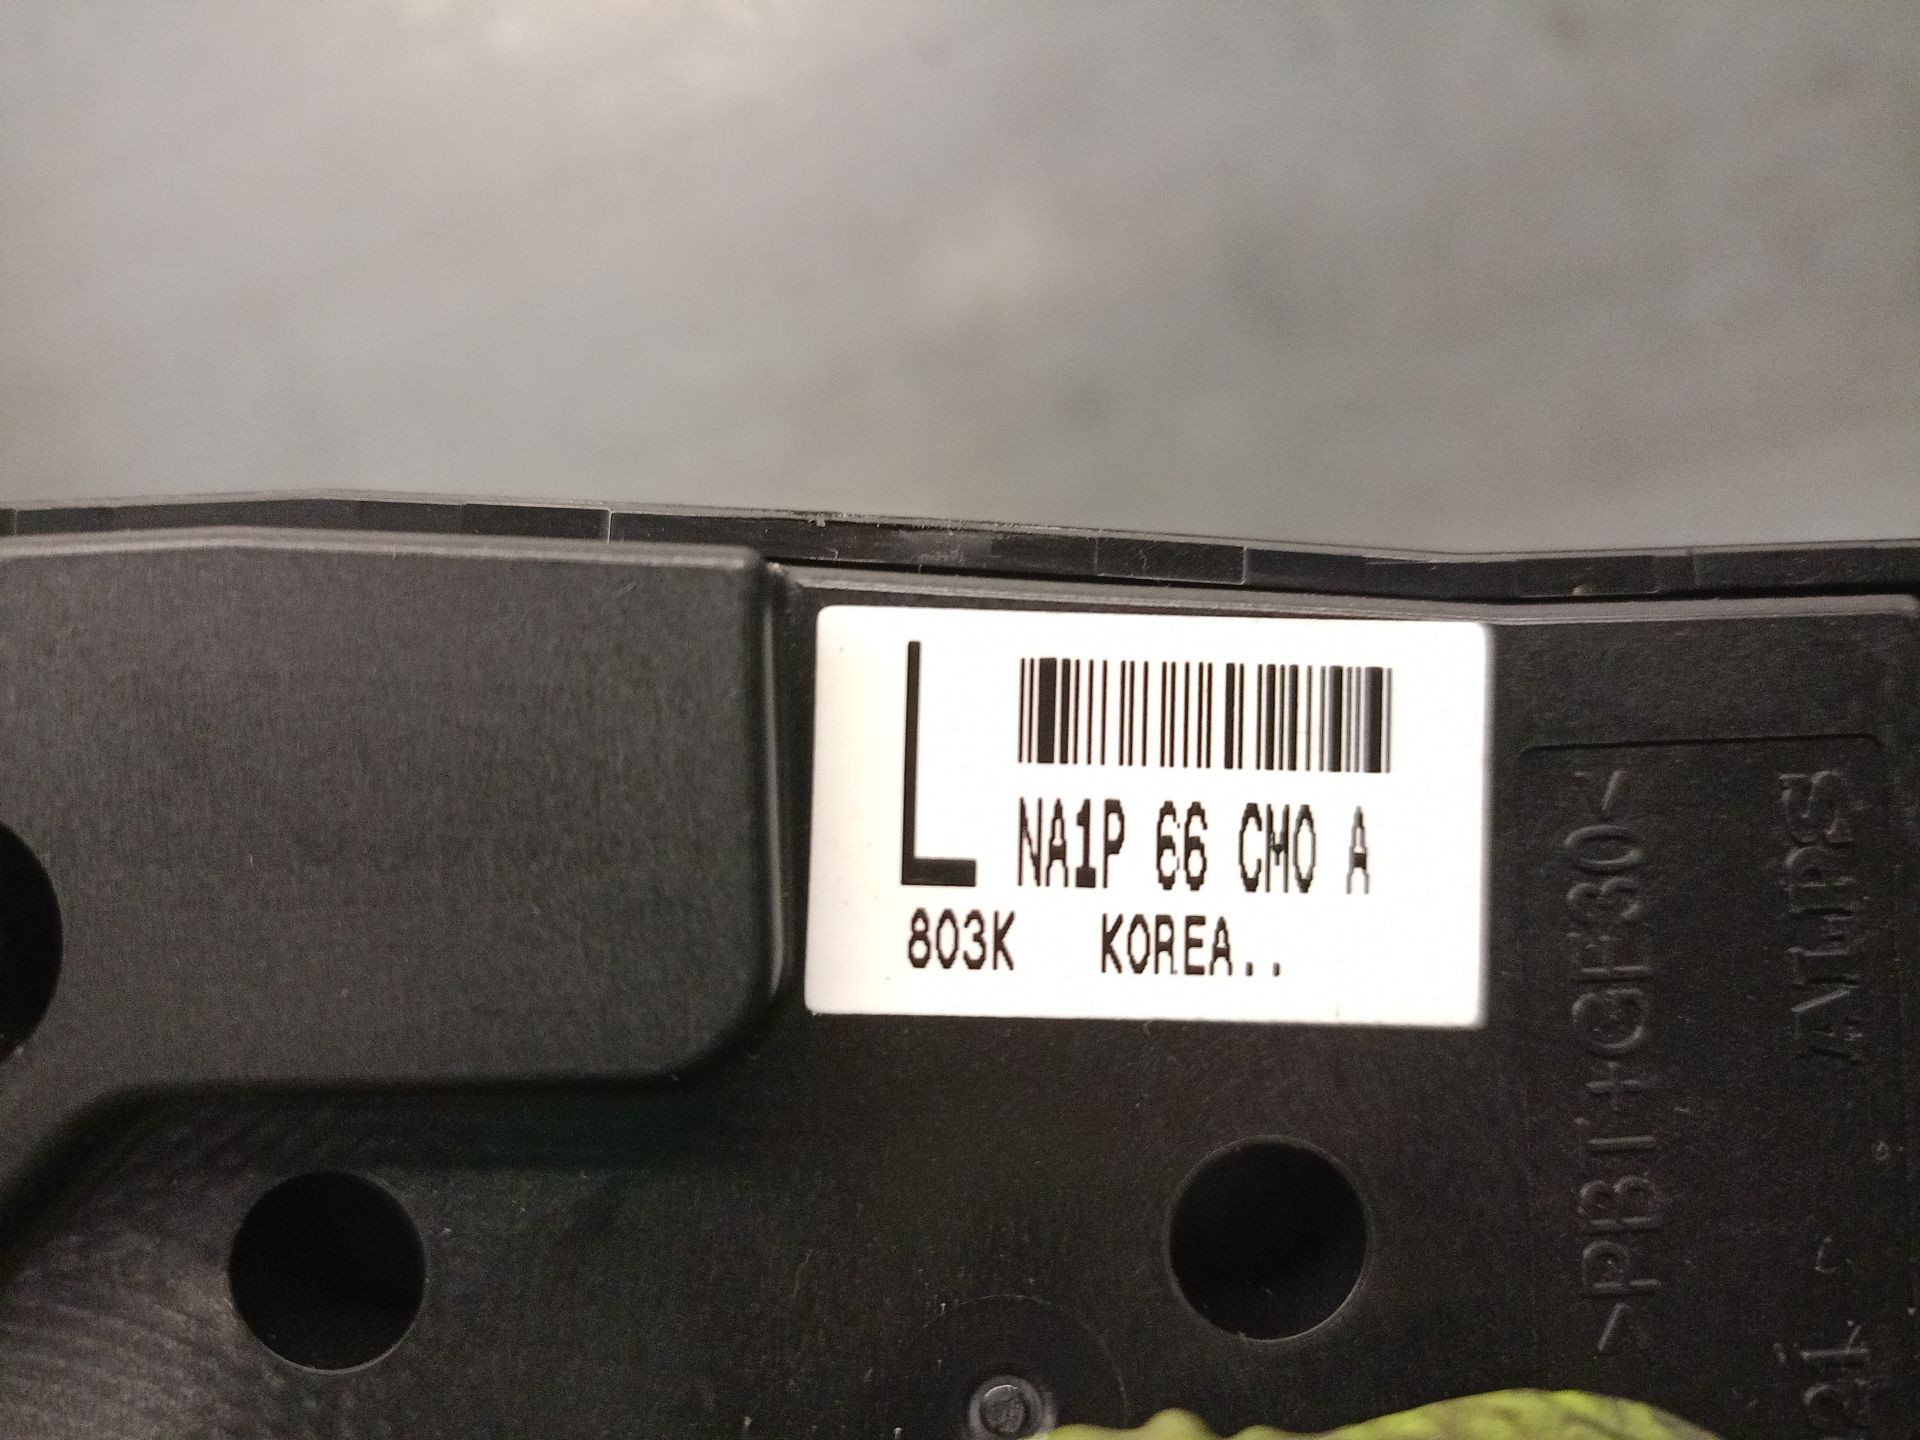 L
NA1P 66 CM0 A
803K KOREA..
>PBT+GF30<
ALPS